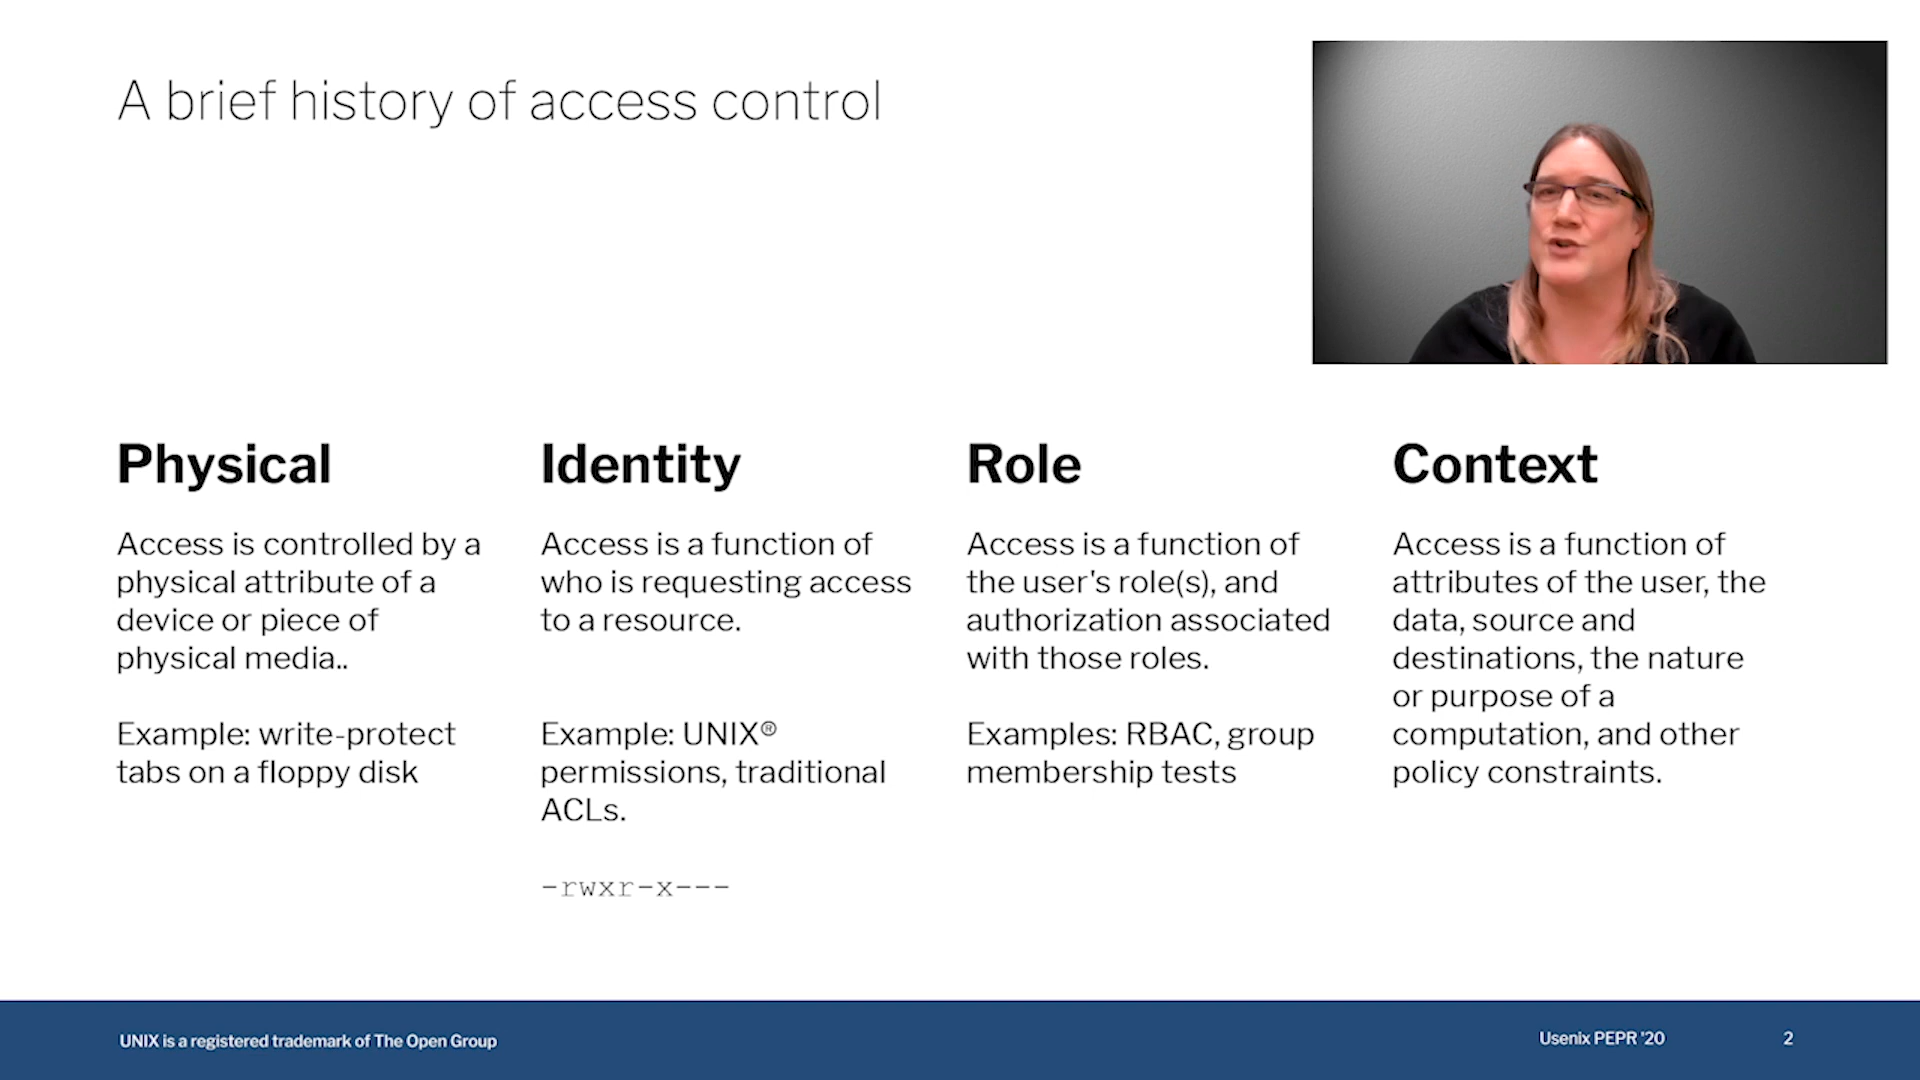 A brief history of access control
Physical
Access is controlled by a
physical attribute of a
device or piece of
physical media..
Example: write-protect
tabs on a floppy disk
Identity
Access is a function of
who is requesting access
to a resource.
Example: UNIX®
permissions, traditional
ACLs.
-rwxr-x---
Role
Access is a function of
the user's role(s), and
authorization associated
with those roles.
Examples: RBAC, group
membership tests
Context
Access is a function of
attributes of the user, the
data, source and
destinations, the nature
or purpose of a
computation, and other
policy constraints.
UNIX is a registered trademark of The Open Group
Usenix PEPR '20
2